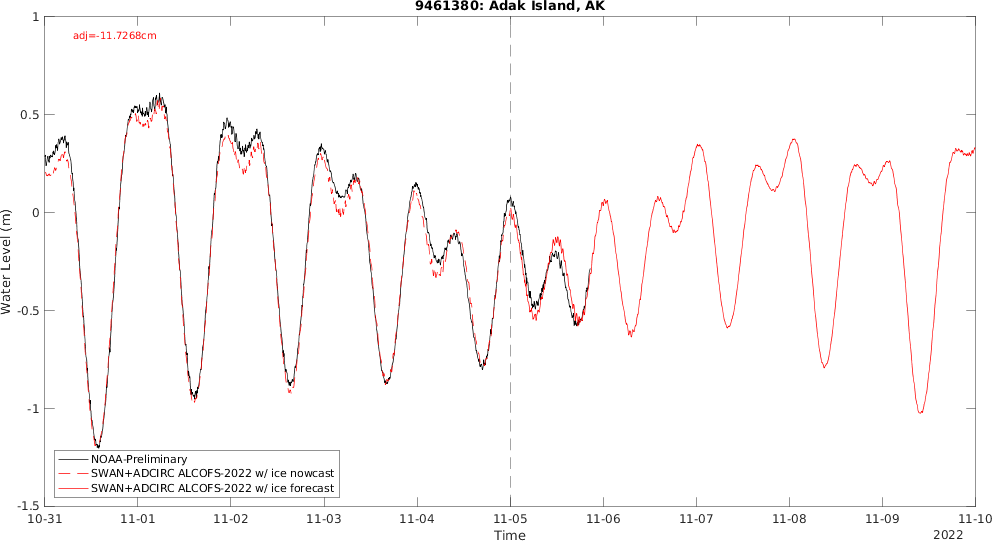 9461380: Adak Island, AK
adj=-11.7268cm
1
0.5
0
-0.5
-1
-1.5
Water Level (m)
NOAA-Preliminary
SWAN+ADCIRC ALCOFS-2022 w/ ice nowcast
SWAN+ADCIRC ALCOFS-2022 w/ ice forecast
10-31 11-01 11-02 11-03 11-04 11-05 11-06 11-07 11-08 11-09 11-10
Time
2022